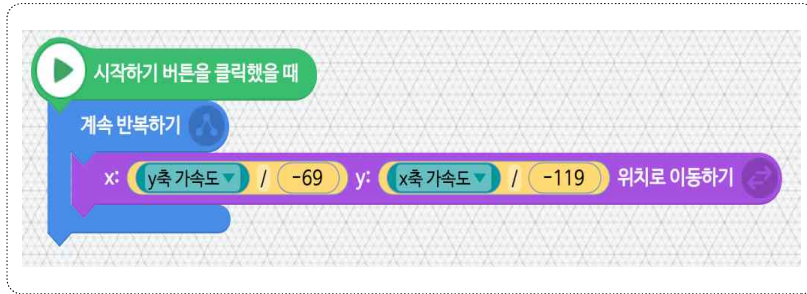 시작하기 버튼을 클릭했을 때
계속 반복하기
x: y축 가속도 / -69 y: x축 가속도 / -119 위치로 이동하기